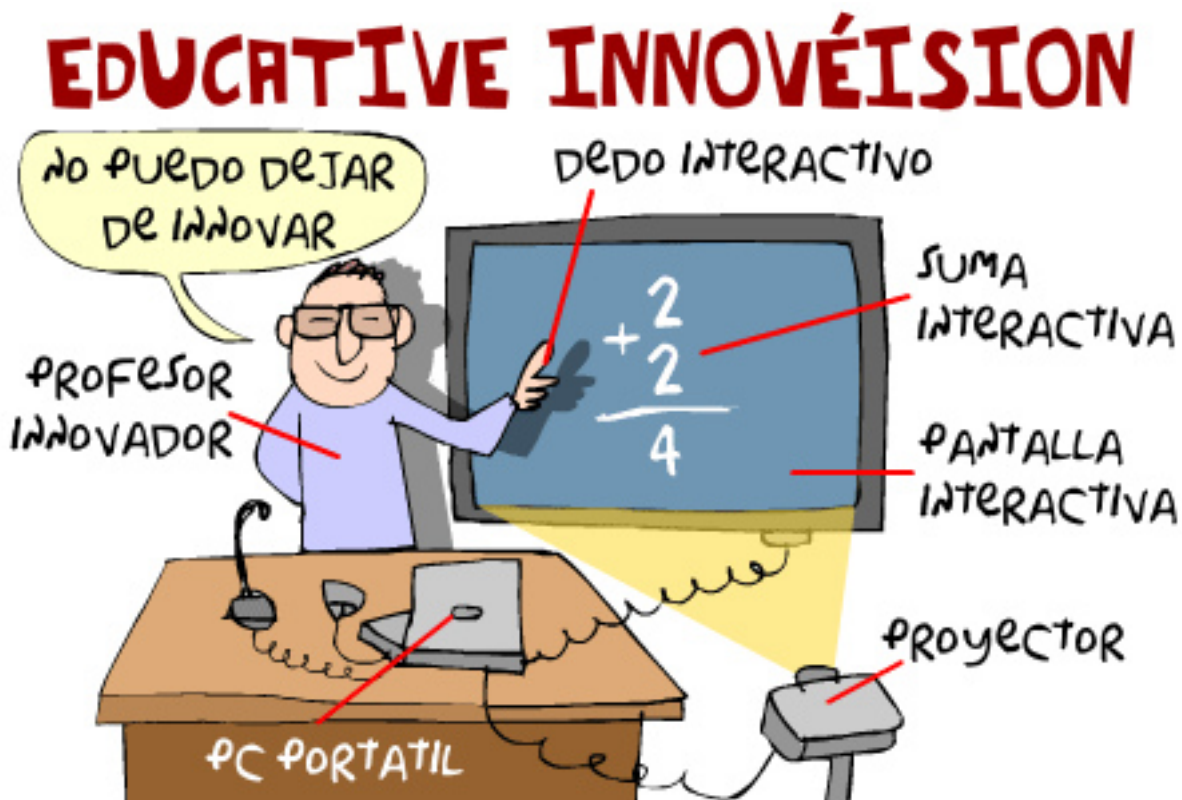 EDUCATIVE INNOVÉISION
NO PUEDO DEJAR
DE INNOVAR
DEDO INTERACTIVO
SUMA
INTERACTIVA
2
+
2
4
PROFESOR
INNOVADOR
PANTALLA
INTERACTIVA
PROYECTOR
PC PORTATIL